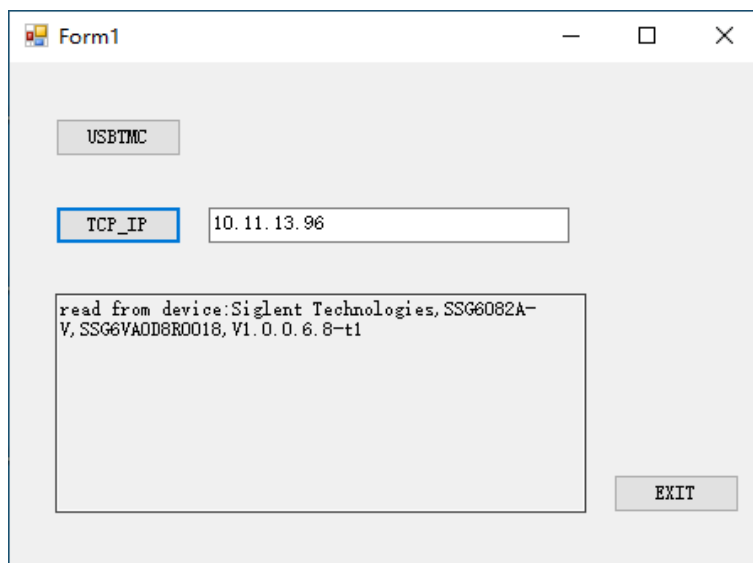 Form1
USBTMC
TCP_IP
10.11.13.96
read from device:Siglent Technologies,SSG6082A-
V,SSG6VA0D8R0018,V1.0.0.6.8-t1
EXIT